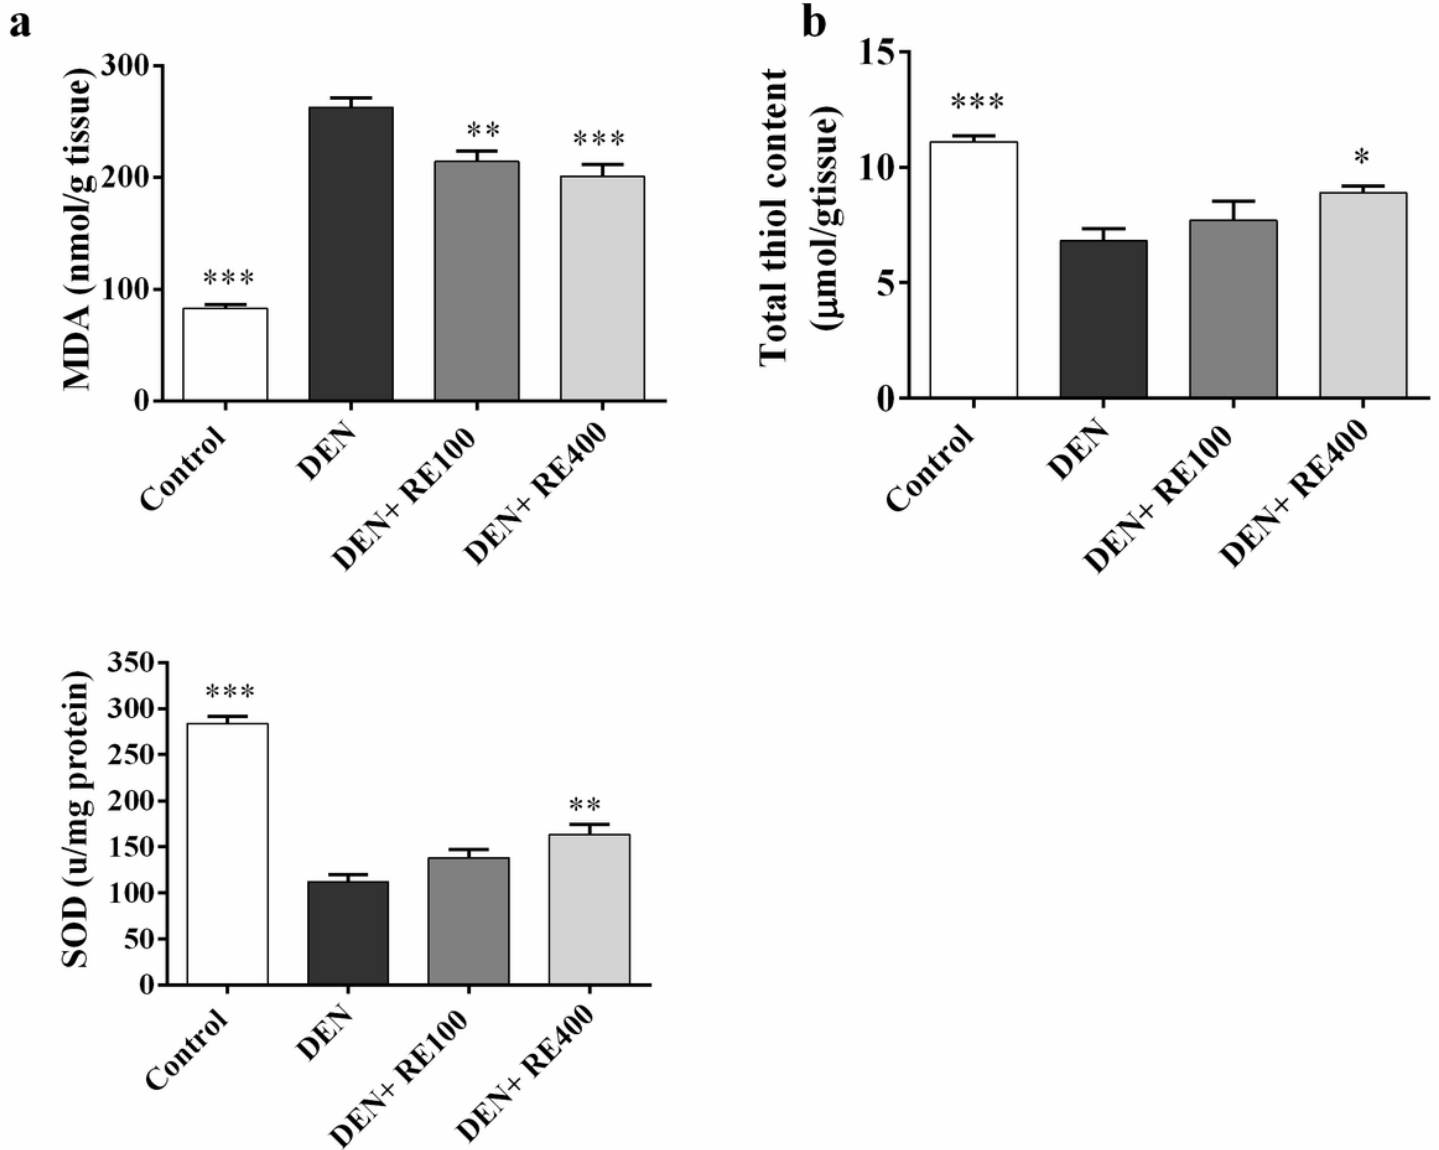 a
MDA (nmol/g tissue)
300
200
100
0
***
**
***
Control
DEN
DEN+ RE100
DEN+ RE400
b
Total thiol content
(μmol/gtissue)
15
10
5
0
***
*
Control
DEN
DEN+ RE100
DEN+ RE400
SOD (u/mg protein)
350
300
250
200
150
100
50
0
***
**
Control
DEN
DEN+ RE100
DEN+ RE400